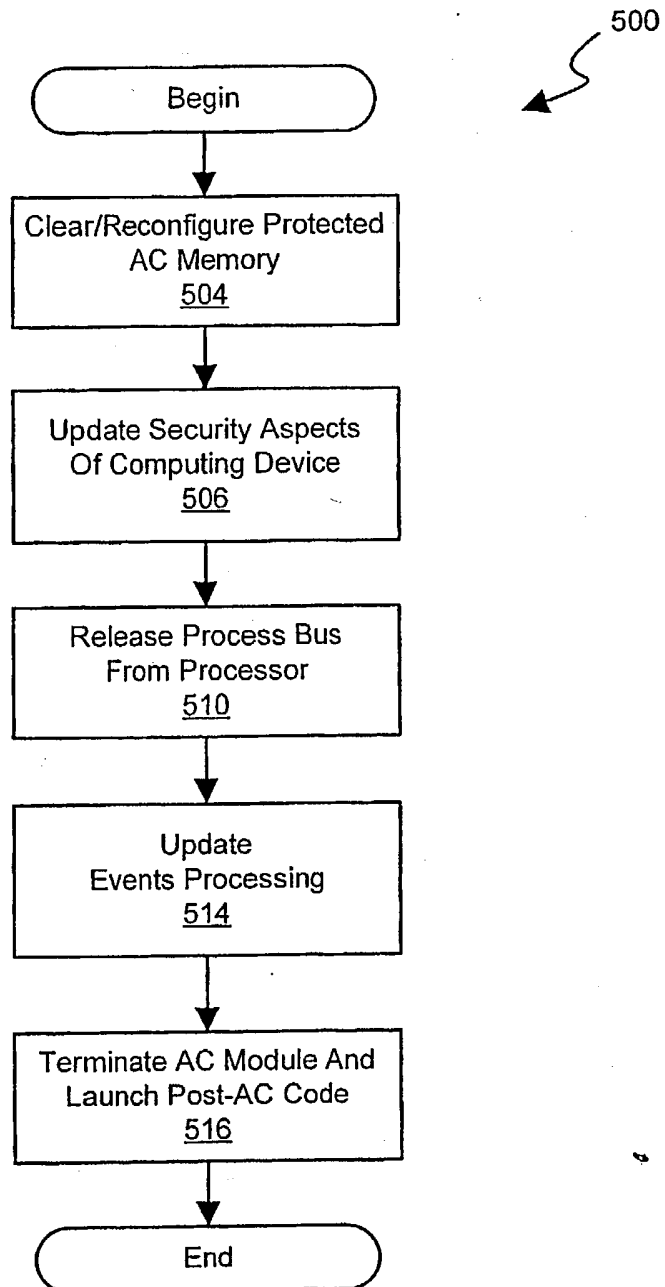 500
Begin
Clear/Reconfigure Protected
AC Memory
504
Update Security Aspects
Of Computing Device
506
Release Process Bus
From Processor
510
Update
Events Processing
514
Terminate AC Module And
Launch Post-AC Code
516
End